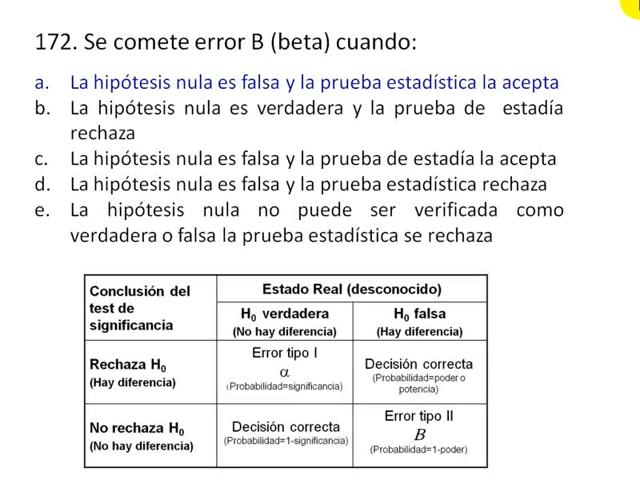 172. Se comete error B (beta) cuando:
a. La hipótesis nula es falsa y la prueba estadística la acepta
b. La hipótesis nula es verdadera y la prueba de estadía
rechaza
c. La hipótesis nula es falsa y la prueba de estadía la acepta
d. La hipótesis nula es falsa y la prueba estadística rechaza
e. La hipótesis nula no puede ser verificada como
verdadera o falsa la prueba estadística se rechaza
Conclusión del
test de
significancia
Estado Real (desconocido)
H₀ verdadera
(No hay diferencia)
H₀ falsa
(Hay diferencia)
Rechaza H₀
(Hay diferencia)
Error tipo I
α
(Probabilidad=significancia)
Decisión correcta
(Probabilidad=poder o
potencia)
No rechaza H₀
(No hay diferencia)
Decisión correcta
(Probabilidad=1-significancia)
Error tipo II
B
(Probabilidad=1-poder)